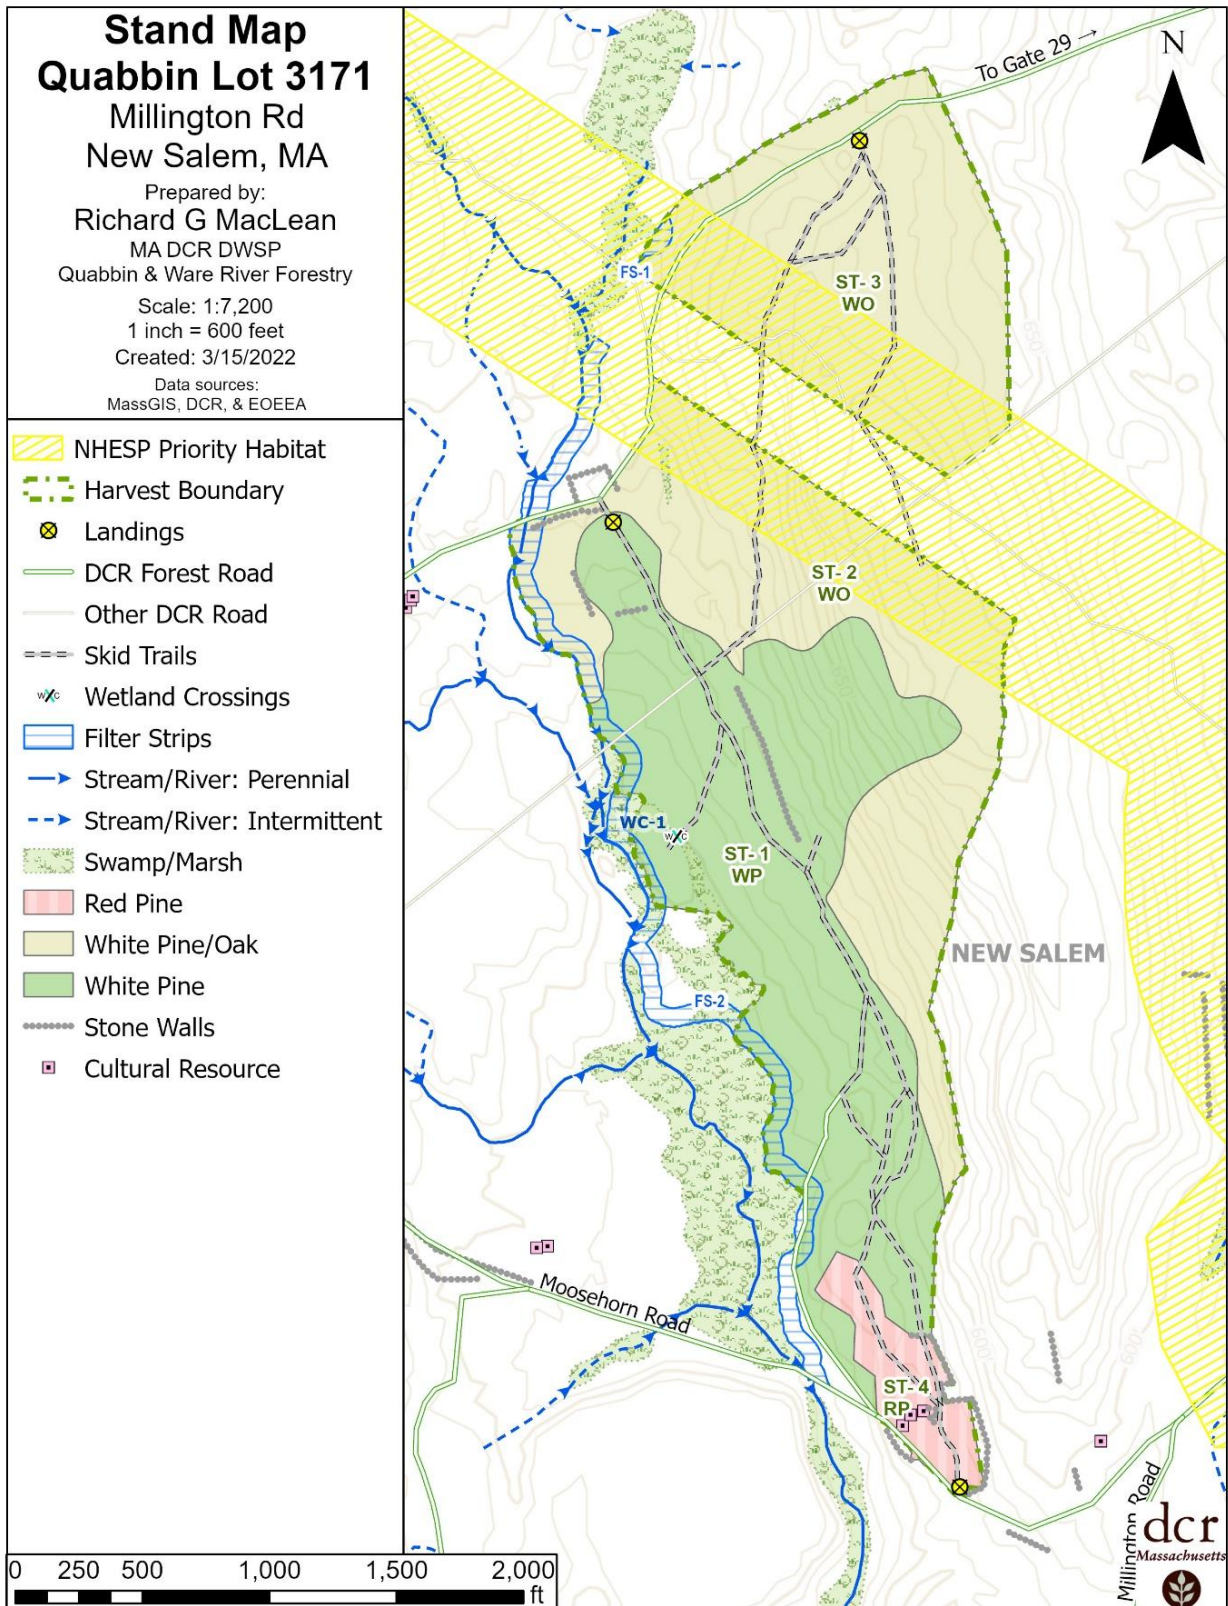 Stand Map
Quabbin Lot 3171
Millington Rd
New Salem, MA
Prepared by:
Richard G MacLean
MA DCR DWSP
Quabbin & Ware River Forestry
Scale: 1:7,200
1 inch = 600 feet
Created: 3/15/2022
Data sources:
MassGIS, DCR, & EOEEA
NHESP Priority Habitat
Harvest Boundary
Landings
DCR Forest Road
Other DCR Road
Skid Trails
WXC Wetland Crossings
Filter Strips
Stream/River: Perennial
Stream/River: Intermittent
Swamp/Marsh
Red Pine
White Pine/Oak
White Pine
Stone Walls
Cultural Resource
0 250 500 1,000 1,500 2,000
ft
To Gate 29 →
N
FS-1
ST- 3
WO
ST- 2
WO
WC-1
WXC
ST- 1
WP
NEW SALEM
FS-2
Moosehorn Road
600'
600'
ST- 4
RP
Millington Road
dcr
Massachusetts